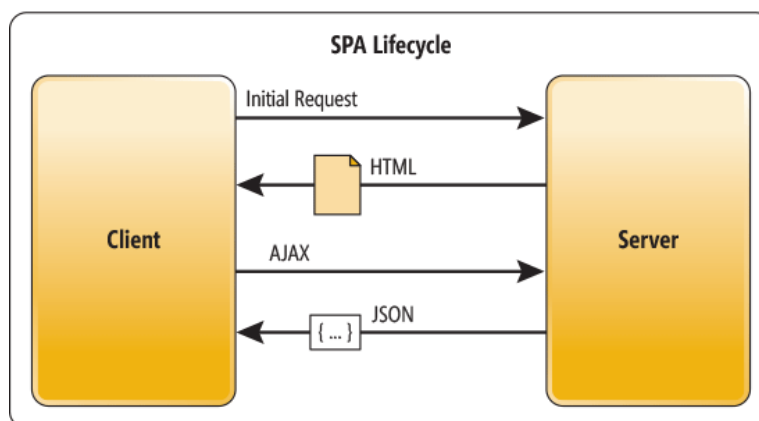 SPA Lifecycle
Initial Request
HTML
Client
Server
AJAX
JSON
{ ... }